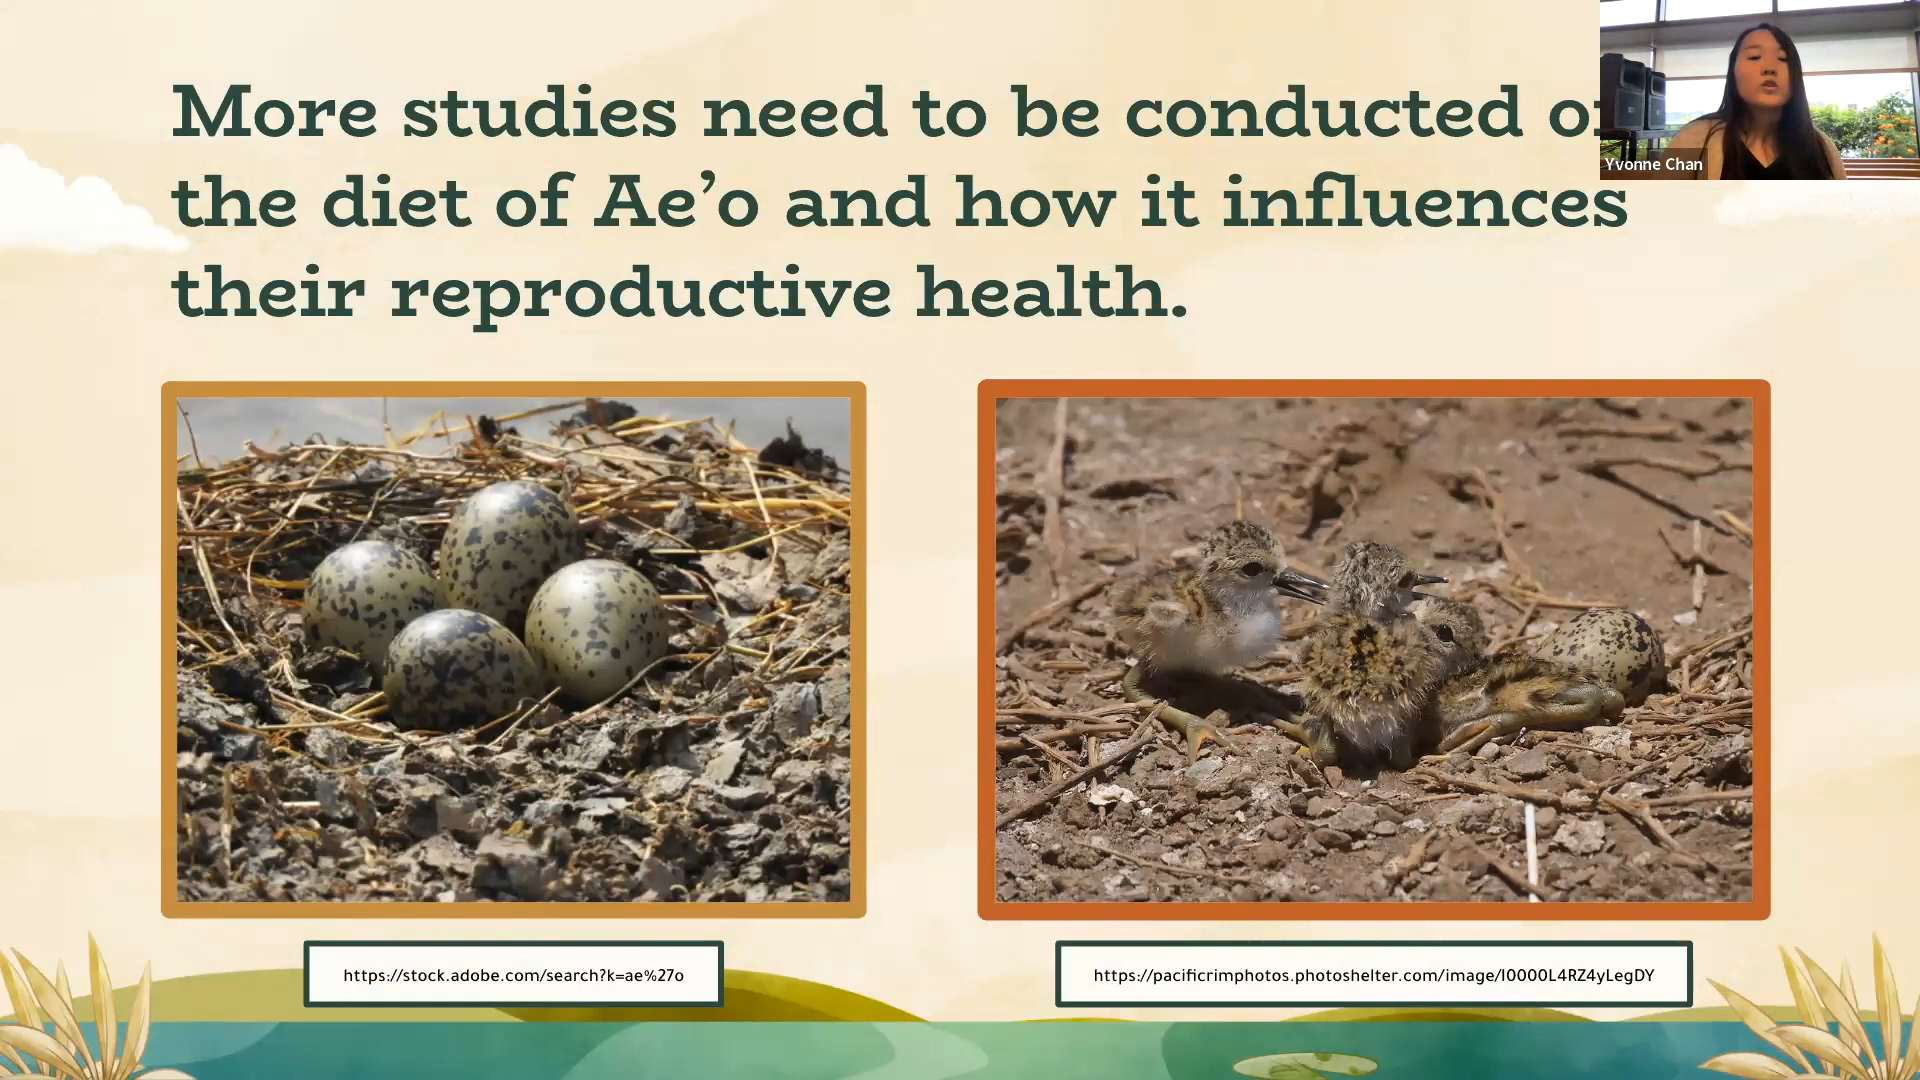 More studies need to be conducted
the diet of Ae’o and how it influences
their reproductive health.
Yvonne Chan
https://stock.adobe.com/search?k=ae%27o
https://pacificrimphotos.photoshelter.com/image/I0000L4RZ4yLegDY